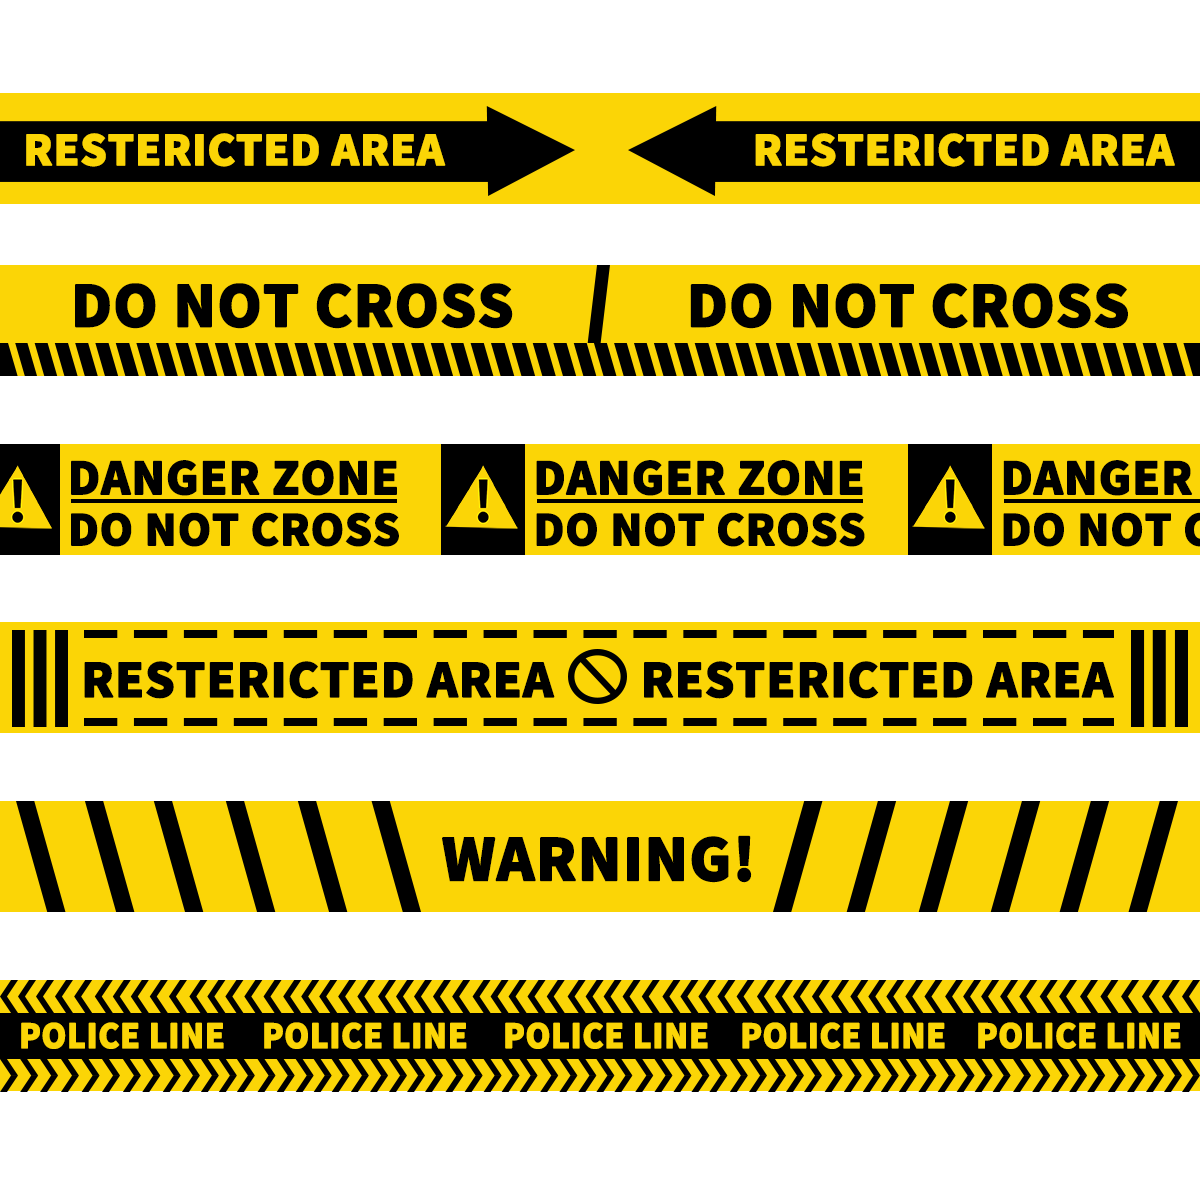 RESTERICTED AREA RESTERICTED AREA
DO NOT CROSS / DO NOT CROSS
! DANGER ZONE ! DANGER ZONE ! DANGER
DO NOT CROSS DO NOT CROSS DO NOT C
RESTERICTED AREA RESTERICTED AREA
WARNING!
POLICE LINE POLICE LINE POLICE LINE POLICE LINE POLICE LINE